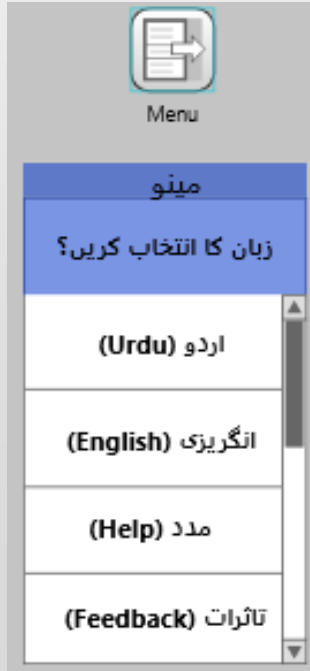 Menu
مینو
زبان کا انتخاب کریں؟
اردو (Urdu)
انگریزی (English)
مدد (Help)
تاثرات (Feedback)